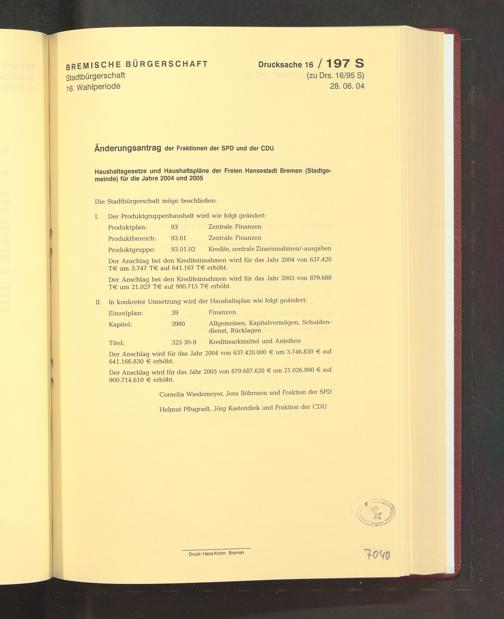 BREMISCHE BÜRGERSCHAFT
Stadtbürgerschaft
16. Wahlperiode
Drucksache 16 / 197 S
(zu Drs. 16/95 S)
28. 06. 04
Änderungsantrag der Fraktionen der SPD und der CDU
Haushaltsgesetze und Haushaltspläne der Freien Hansestadt Bremen (Stadtge-
meinde) für die Jahre 2004 und 2005
Die Stadtbürgerschaft möge beschließen:
I. Der Produktgruppenhaushalt wird wie folgt geändert:
Produktplan: 93 Zentrale Finanzen
Produktbereich: 93.01 Zentrale Finanzen
Produktgruppe: 93.01.02 Kredite, zentrale Zinseinnahmen/-ausgaben
Der Anschlag bei den Krediteinnahmen wird für das Jahr 2004 von 637.420
T€ um 3.747 T€ auf 641.167 T€ erhöht.
Der Anschlag bei den Krediteinnahmen wird für das Jahr 2005 von 879.688
T€ um 21.027 T€ auf 900.715 T€ erhöht.
II. In konkreter Umsetzung wird der Haushaltsplan wie folgt geändert:
Einzelplan: 39 Finanzen
Kapitel: 3980 Allgemeines, Kapitalvermögen, Schulden-
dienst, Rücklagen
Titel: 325 30-9 Kreditmarktmittel und Anleihen
Der Anschlag wird für das Jahr 2004 von 637.420.000 € um 3.746.830 € auf
641.166.830 € erhöht.
Der Anschlag wird für das Jahr 2005 von 879.687.620 € um 21.026.990 € auf
900.714.610 € erhöht.
Cornelia Wiedemeyer, Jens Böhrnsen und Fraktion der SPD
Helmut Pflugradt, Jörg Kastendiek und Fraktion der CDU
Druck: Hans Krohn Bremen
7040